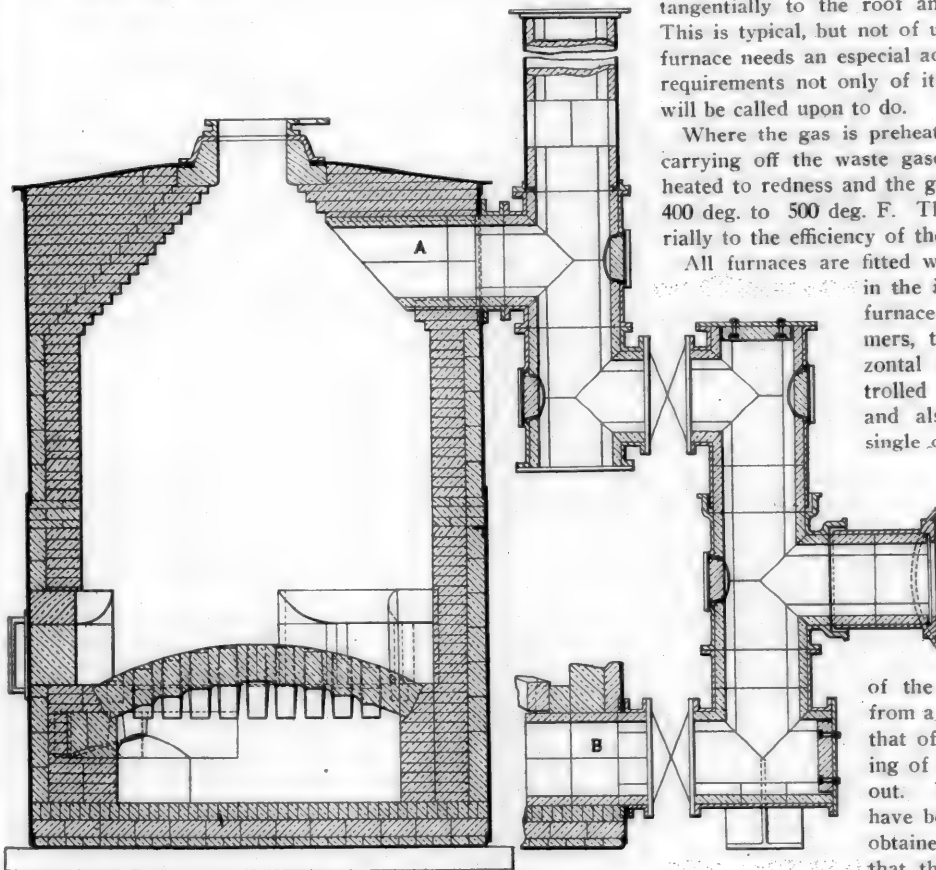 tangentially to the roof an
This is typical, but not of u
furnace needs an especial ac
requirements not only of it
will be called upon to do.
Where the gas is preheat
carrying off the waste gase
heated to redness and the g
400 deg. to 500 deg. F. Th
rially to the efficiency of the
All furnaces are fitted w
in the i
furnace
mers, t
zontal
trolled
and als
single
A
B
of the
from a
that of
ing of
out.
have be
obtaine
that th